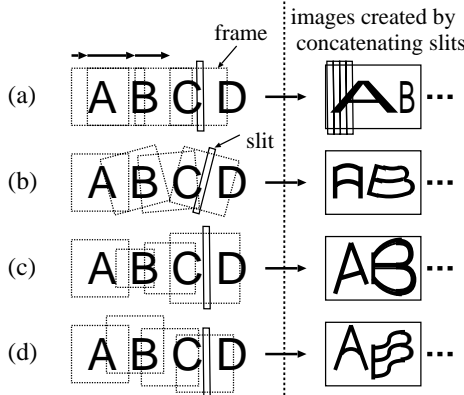 images created by
concatenating slits
frame
(a) A B C D A B ...
slit
(b) A B C D A B ...
(c) A B C D A B ...
(d) A B C D A B ...